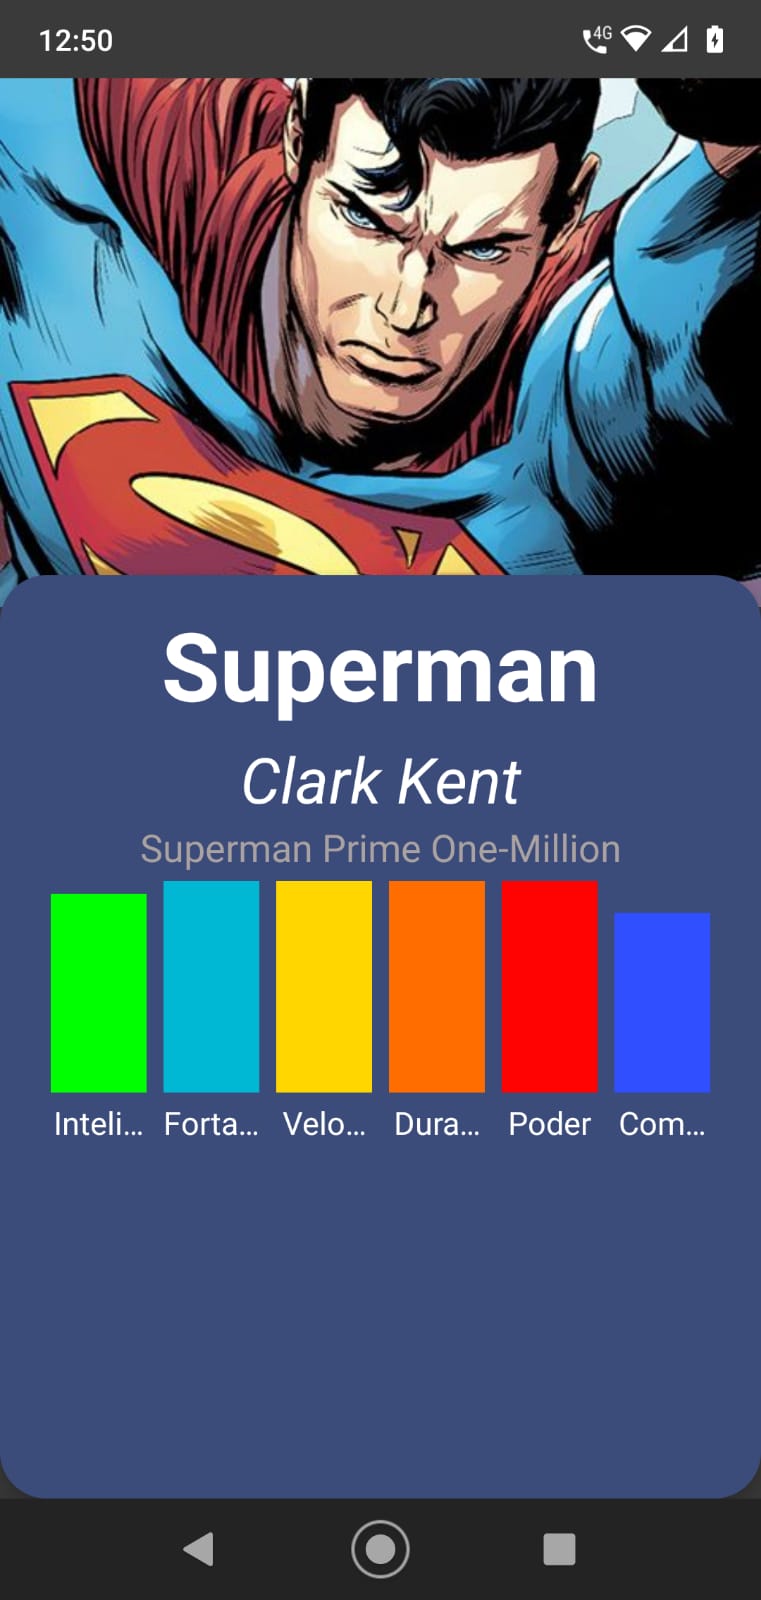 12:50
4G
Superman
Clark Kent
Superman Prime One-Million
Inteli... Forta... Velo... Dura... Poder Com...